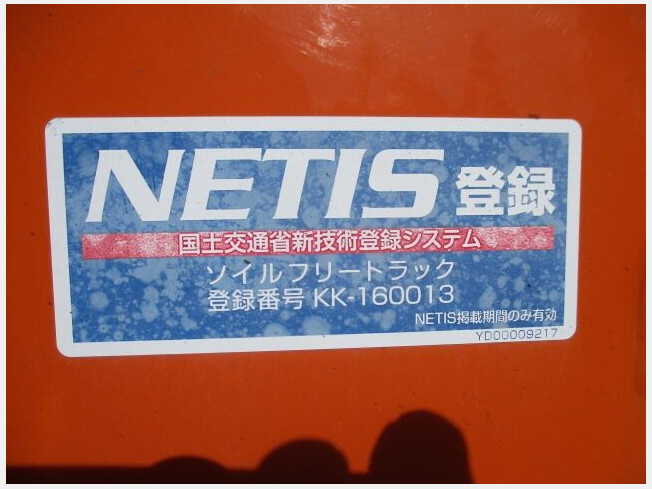 NETIS 登録
国土交通省新技術登録システム
ソイルフリートラック
登録番号 KK-160013
NETIS掲載期間のみ有効
YD00009217